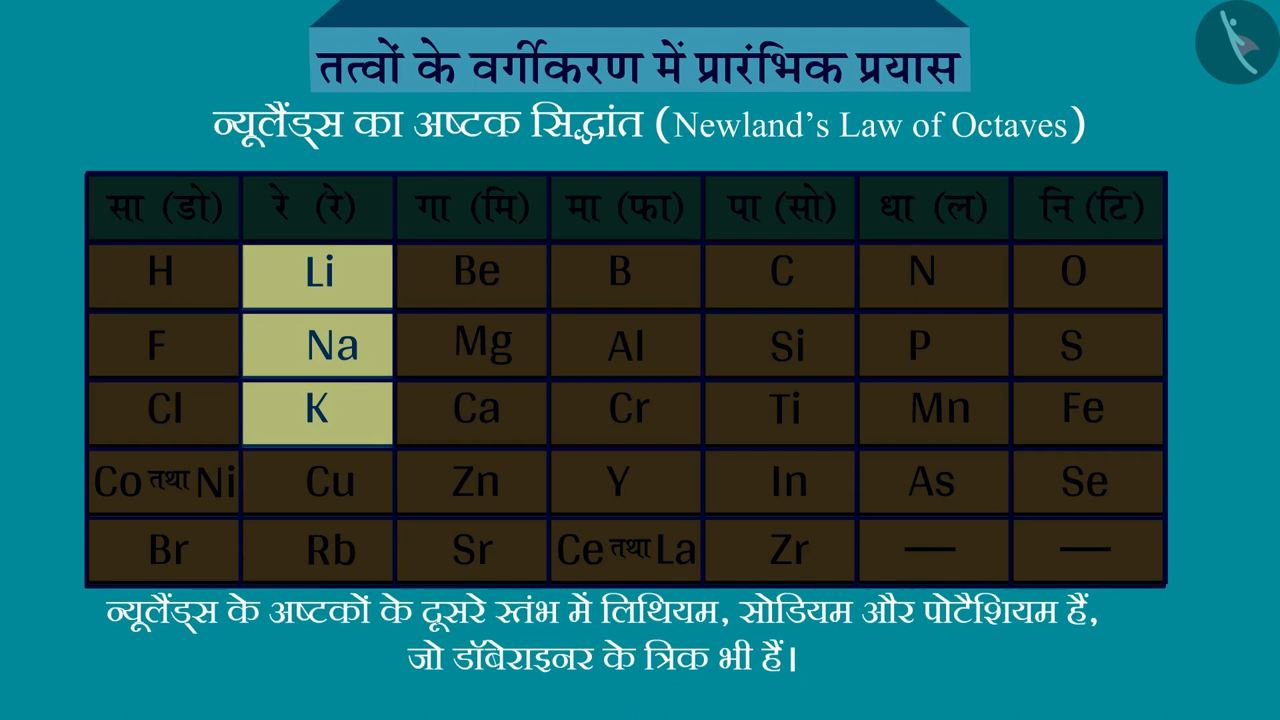 तत्वों के वर्गीकरण में प्रारंभिक प्रयास
न्यूलैंड्स का अष्टक सिद्धांत (Newland's Law of Octaves)
सा (डो) रे (रे) गा (मि) मा (फा) पा (सो) धा (ल) नि (टि)
H Li Be B C N O
F Na Mg Al Si P S
Cl K Ca Cr Ti Mn Fe
Co तथा Ni Cu Zn Y In As Se
Br Rb Sr Ce तथा La Zr — —
न्यूलैंड्स के अष्टकों के दूसरे स्तंभ में लिथियम, सोडियम और पोटैशियम हैं,
जो डॉबेराइनर के त्रिक भी हैं।